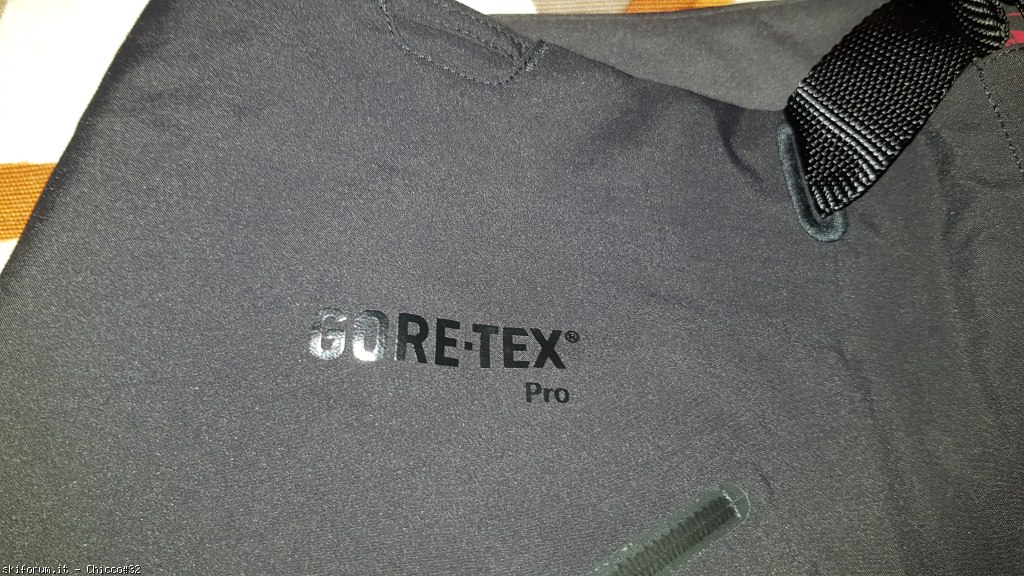 GORE-TEX®
Pro
skiforum.it - Chicco#32